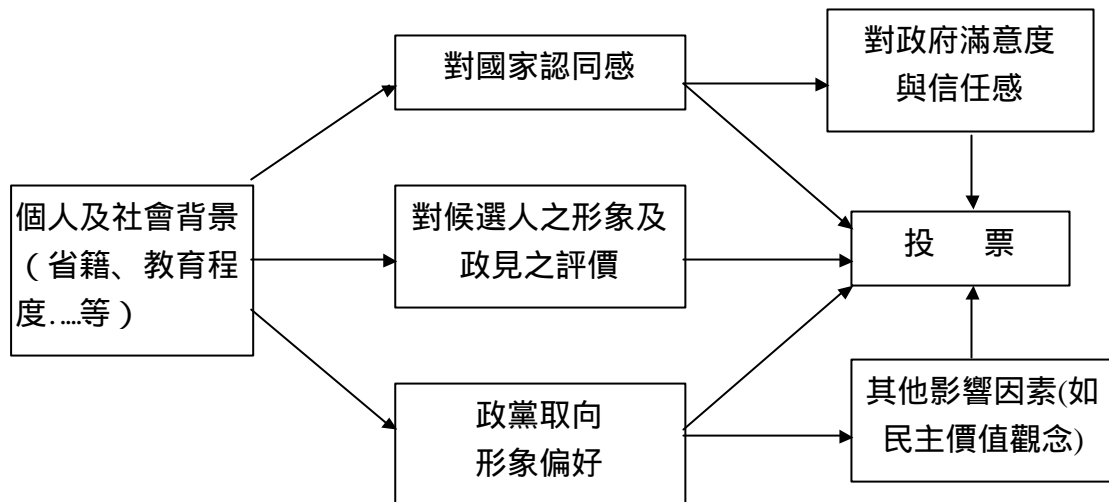 對國家認同感
對政府滿意度
與信任感
個人及社會背景
（省籍、教育程
度.....等）
對候選人之形象及
政見之評價
投 票
政黨取向
形象偏好
其他影響因素(如
民主價值觀念)